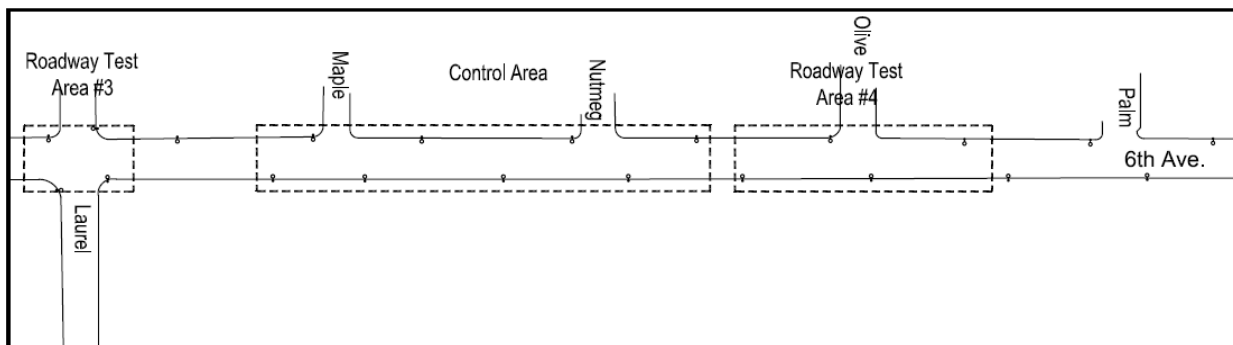 Roadway Test
Area #3
Maple
Control Area
Nutmeg
Olive
Roadway Test
Area #4
Palm
6th Ave.
Laurel